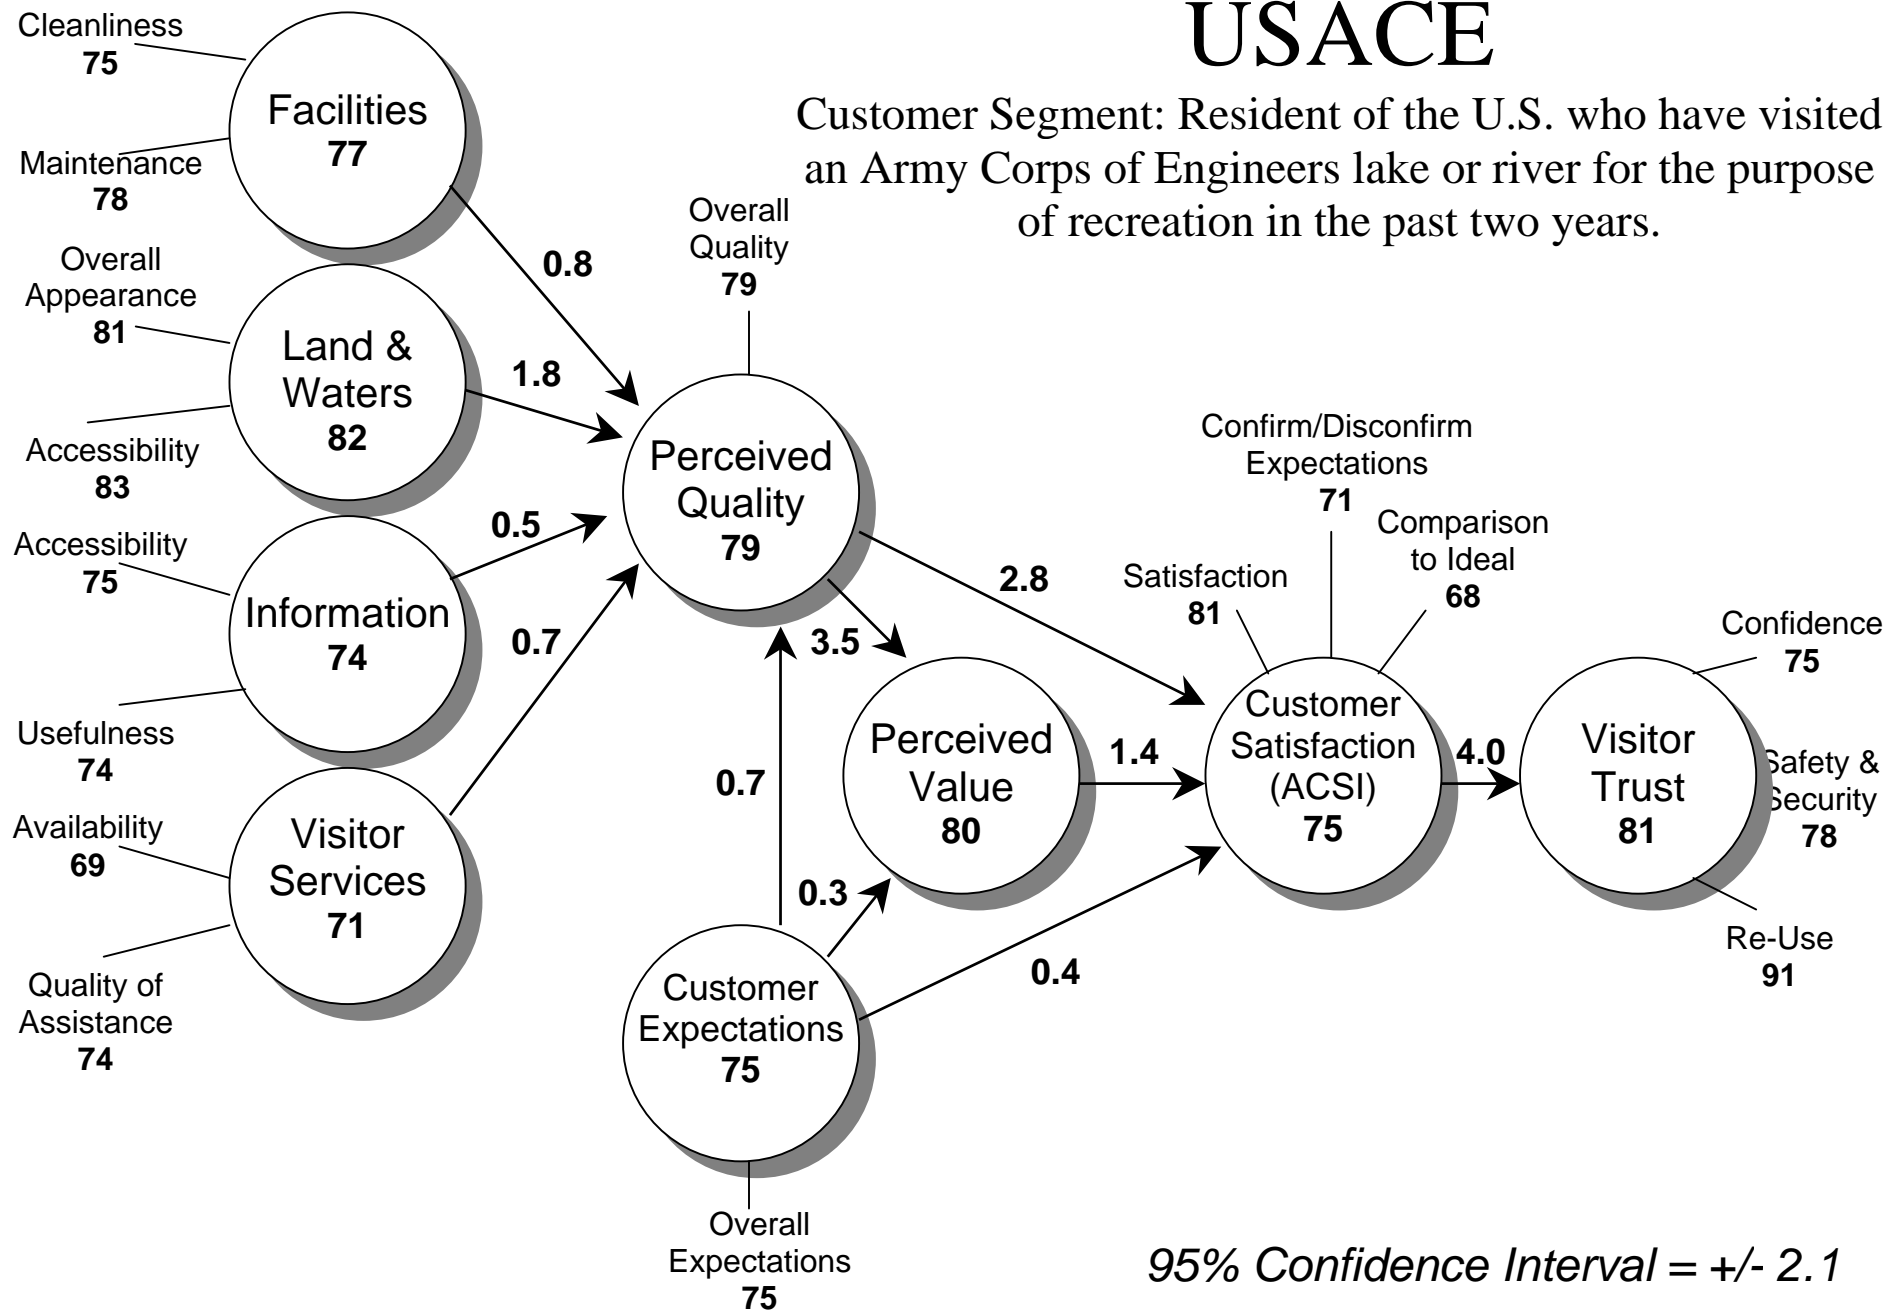 USACE
Customer Segment: Resident of the U.S. who have visited
an Army Corps of Engineers lake or river for the purpose
of recreation in the past two years.
Cleanliness
75
Maintenance
78
Facilities
77
0.8
Overall
Appearance
81
Accessibility
83
Land &
Waters
82
1.8
Accessibility
75
Usefulness
74
Information
74
0.5
Availability
69
Quality of
Assistance
74
Visitor
Services
71
0.7
Overall
Quality
79
Perceived
Quality
79
2.8
3.5
0.7
Perceived
Value
80
1.4
0.3
Customer
Expectations
75
0.4
Overall
Expectations
75
Confirm/Disconfirm
Expectations
71
Comparison
to Ideal
68
Satisfaction
81
Customer
Satisfaction
(ACSI)
75
4.0
Visitor
Trust
81
Confidence
75
Safety &
Security
78
Re-Use
91
95% Confidence Interval = +/- 2.1